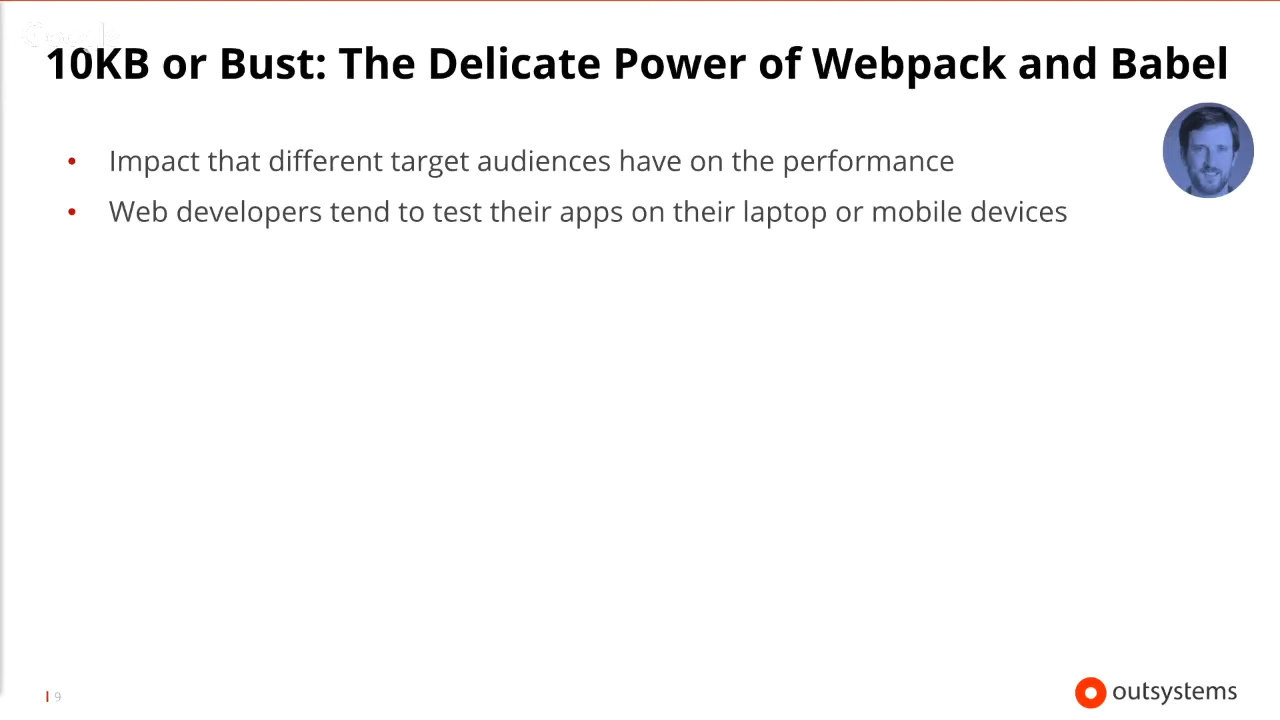 10KB or Bust: The Delicate Power of Webpack and Babel
• Impact that different target audiences have on the performance
• Web developers tend to test their apps on their laptop or mobile devices
9
outsystems